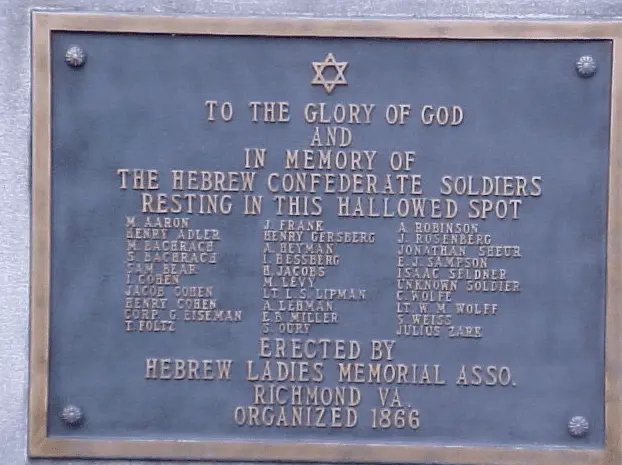 TO THE GLORY OF GOD
AND
IN MEMORY OF
THE HEBREW CONFEDERATE SOLDIERS
RESTING IN THIS HALLOWED SPOT
M. AARON
HENRY ADLER
M. BACHRACH
S. BACHRACH
SAM BEAR
J. COHEN
JACOB COHEN
HENRY COHEN
CORP. G. EISEMAN
T. FOLTZ
J. FRANK
HENRY GERSBERG
A. HEYMAN
I. HESSBERG
H. JACOBS
M. LEVY
LT. L. S. LIPMAN
A. LEHMAN
E. B. MILLER
S. OURY
A. ROBINSON
J. ROSENBERG
JONATHAN SHEUR
E. J. SAMPSON
ISAAC SELDNER
UNKNOWN SOLDIER
C. WOLFE
LT. W. M. WOLFF
S. WEISS
JULIUS ZARK
ERECTED BY
HEBREW LADIES MEMORIAL ASSO.
RICHMOND VA.
ORGANIZED 1866